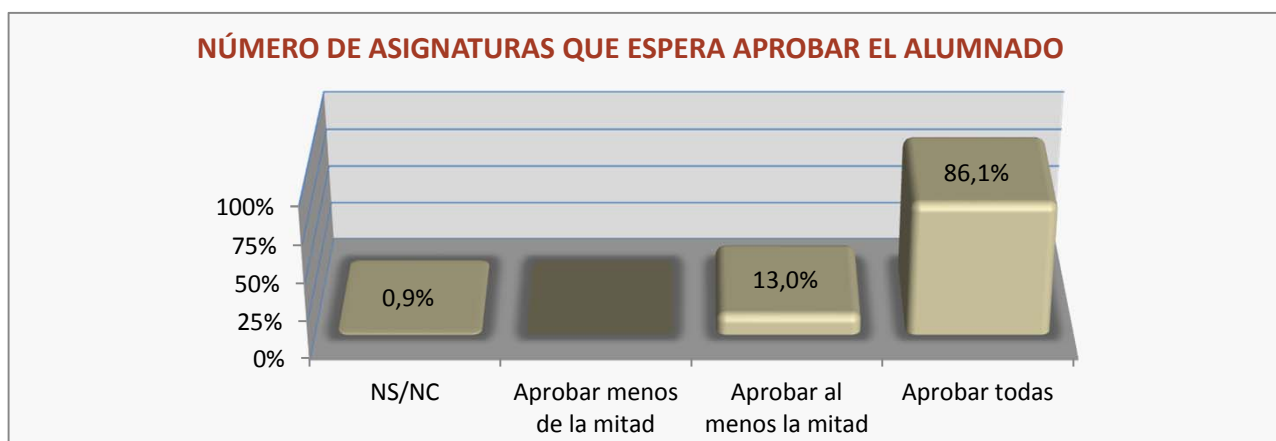 NÚMERO DE ASIGNATURAS QUE ESPERA APROBAR EL ALUMNADO
100%
75%
50%
25%
0%
0,9%
13,0%
86,1%
NS/NC
Aprobar menos
de la mitad
Aprobar al
menos la mitad
Aprobar todas